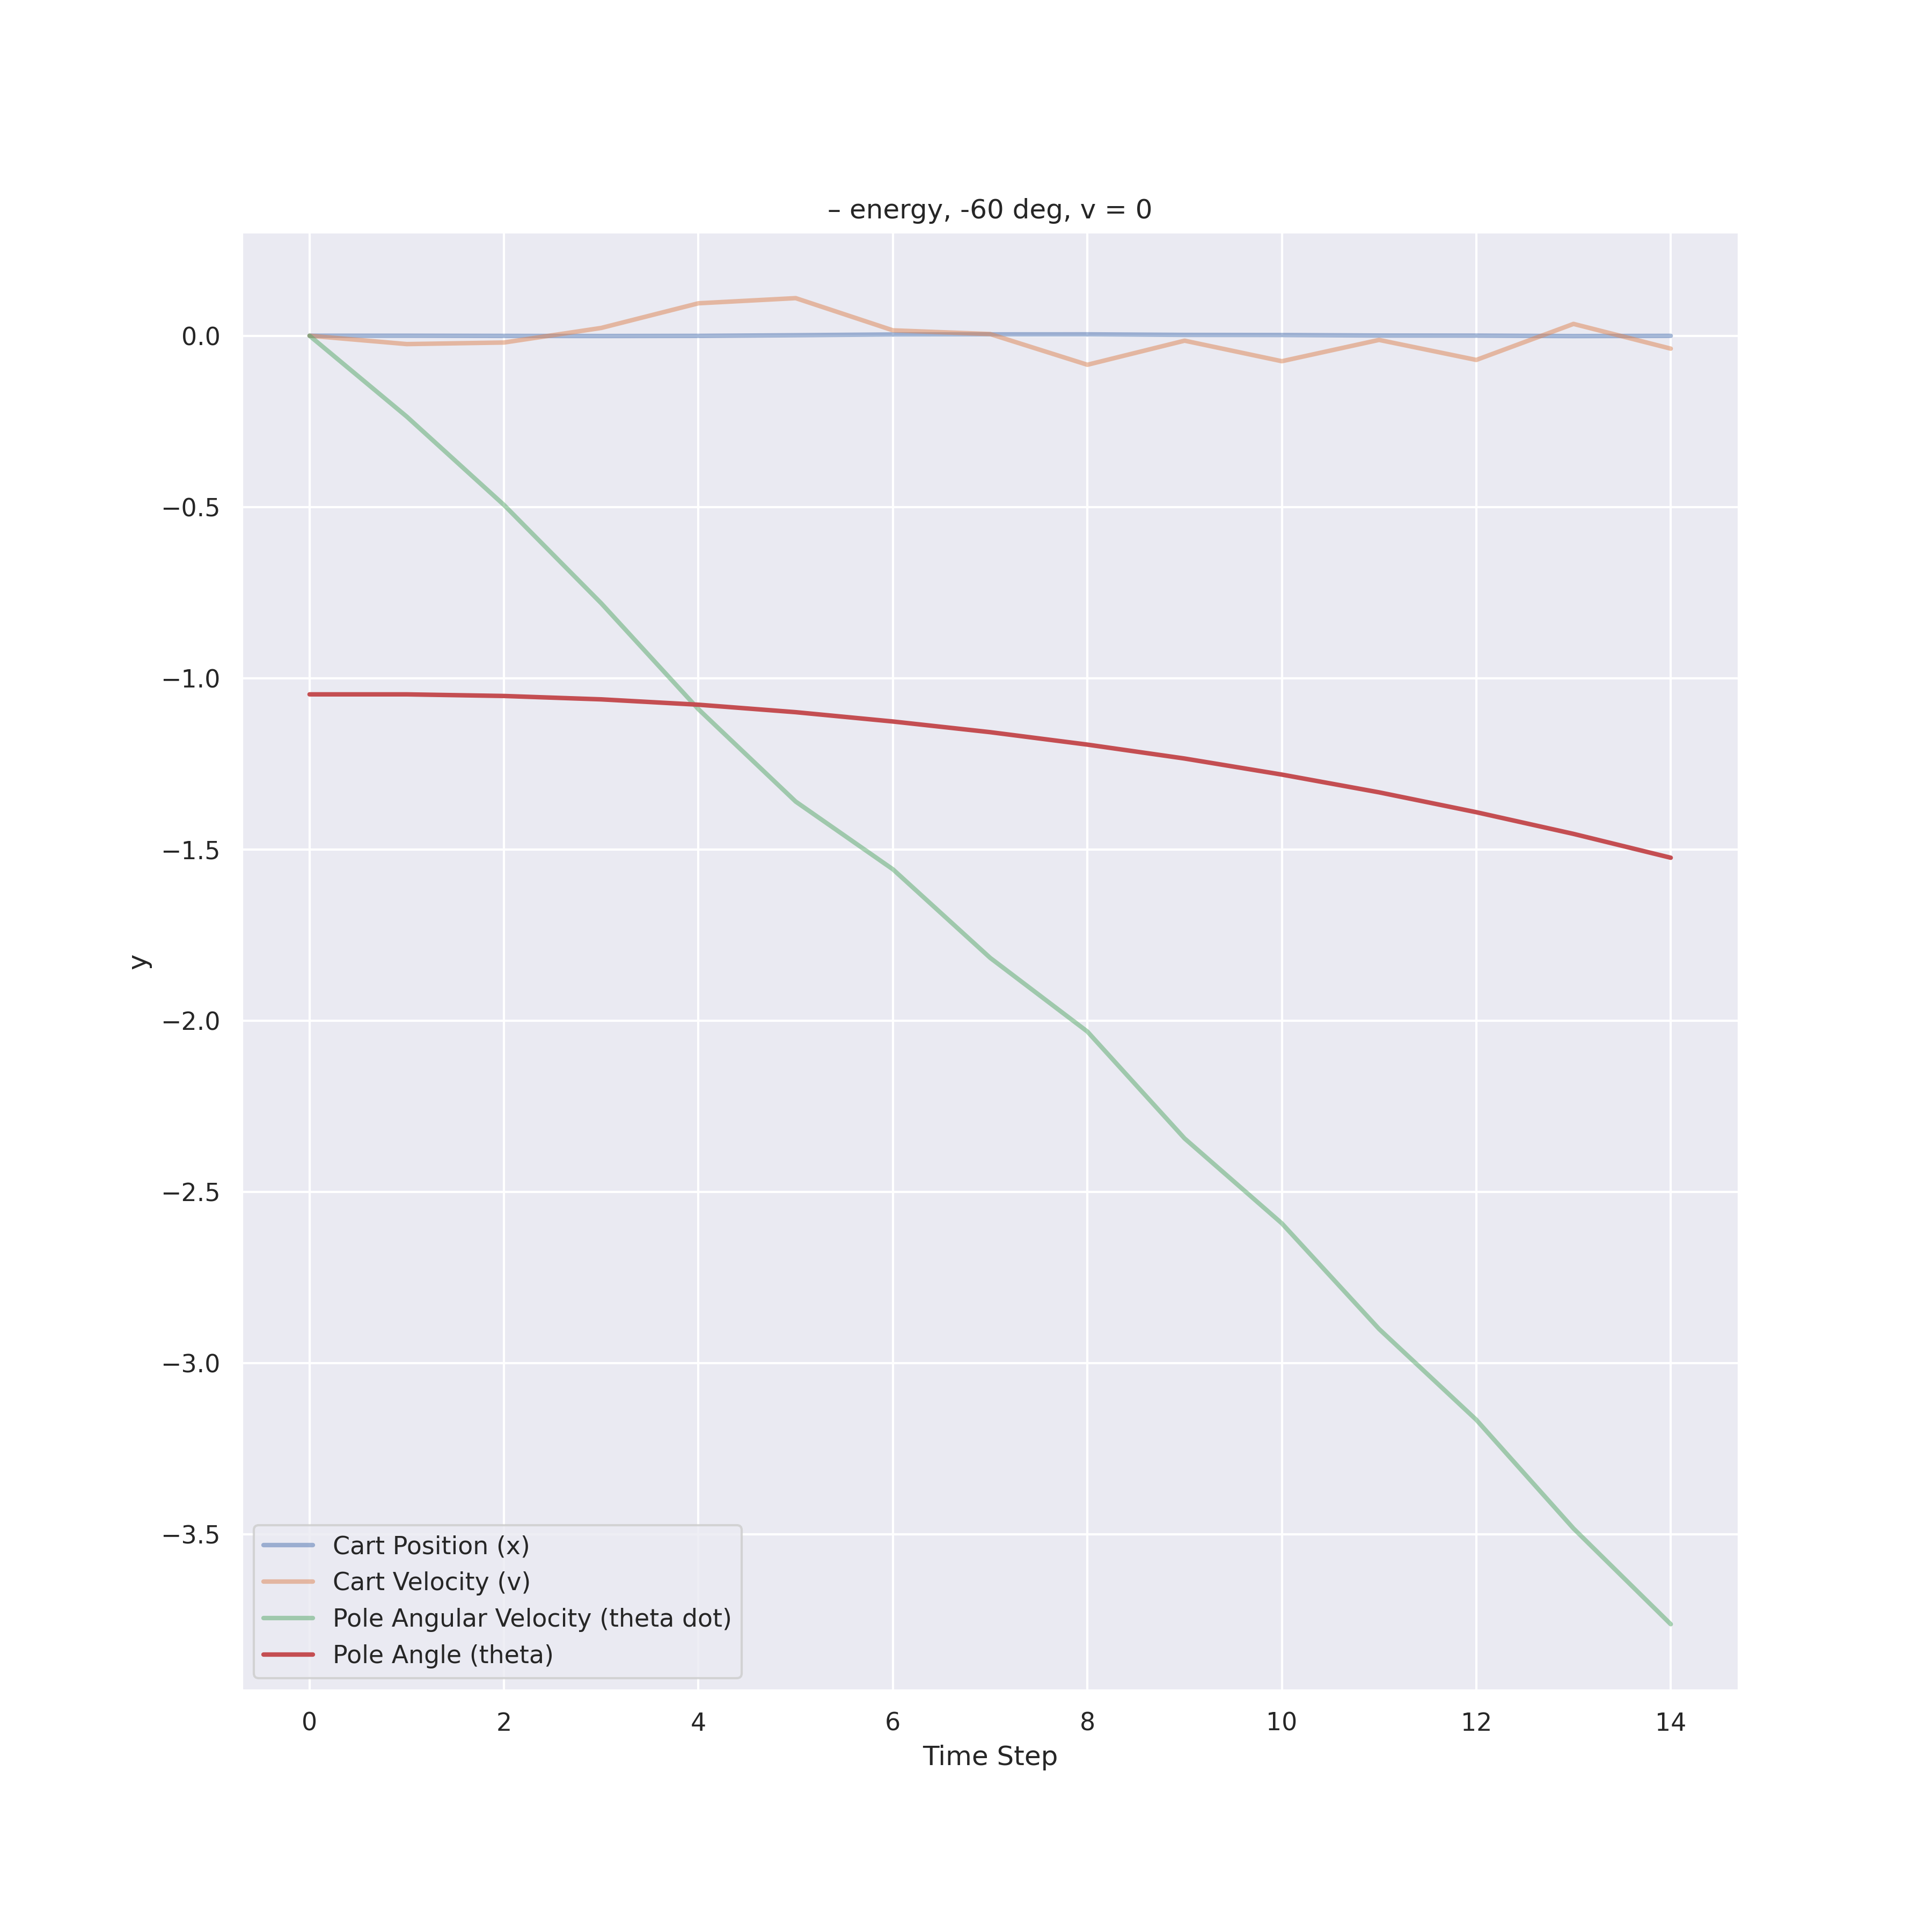 – energy, -60 deg, v = 0
0.0
−0.5
−1.0
−1.5
−2.0
−2.5
−3.0
−3.5
y
Cart Position (x)
Cart Velocity (v)
Pole Angular Velocity (theta dot)
Pole Angle (theta)
0 2 4 6 8 10 12 14
Time Step